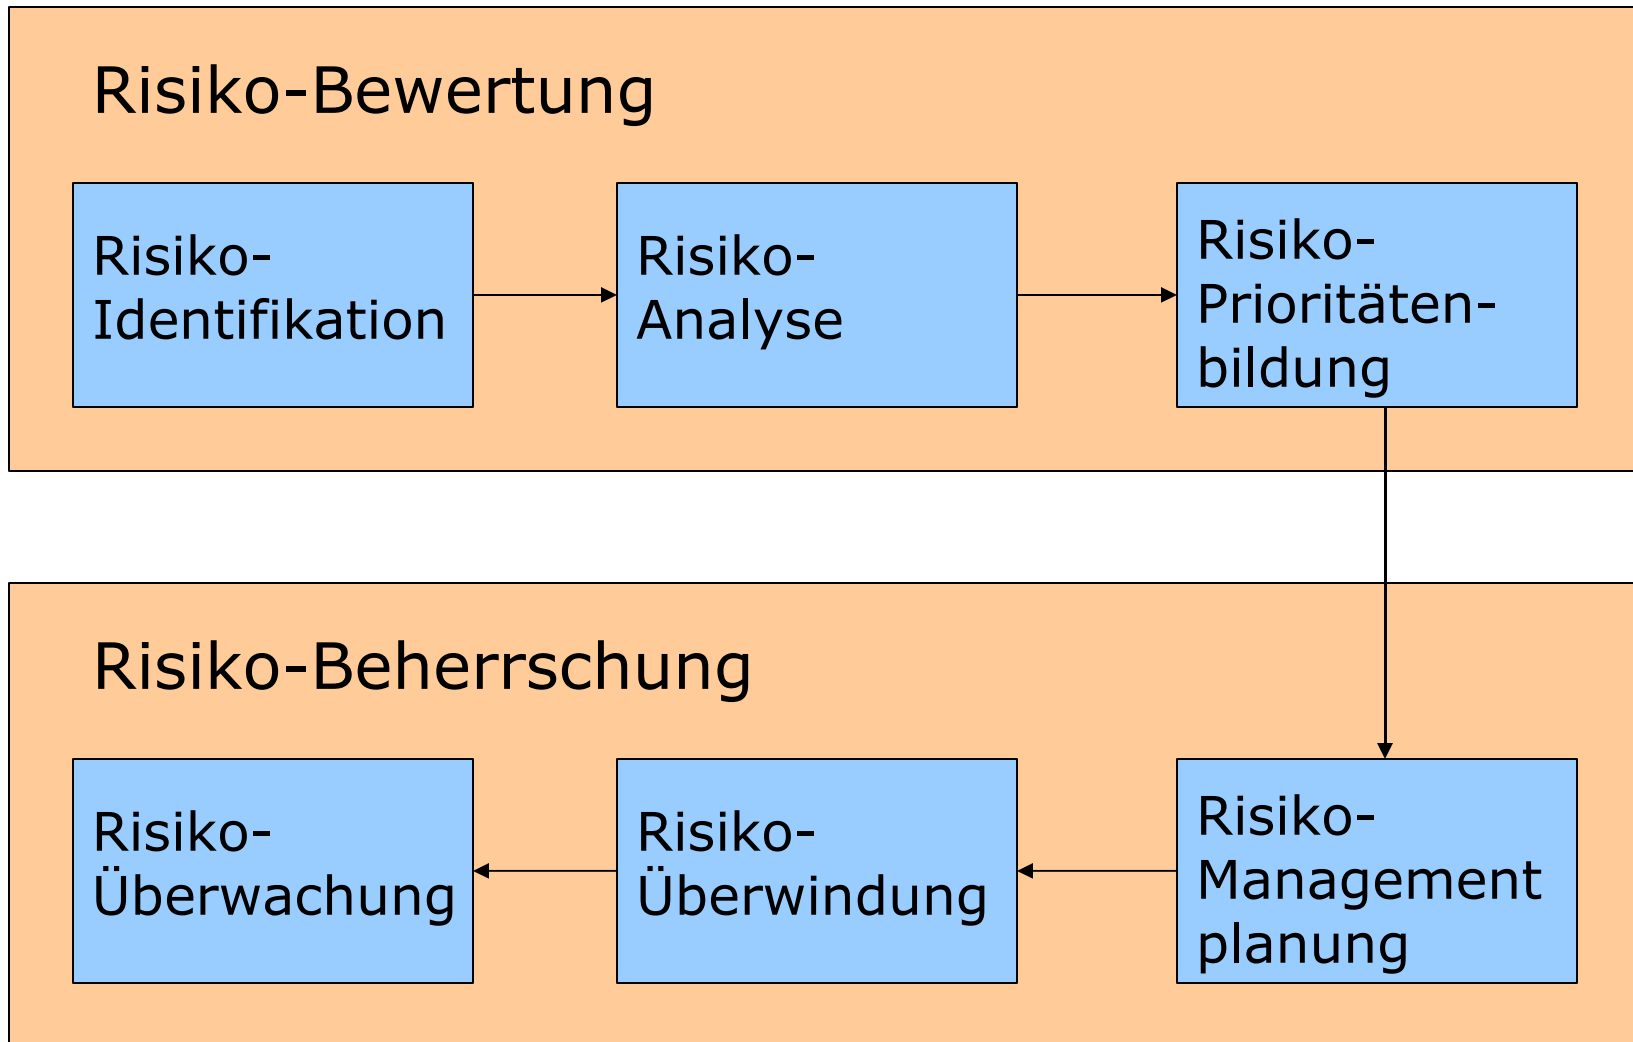 Risiko-Bewertung
Risiko-
Identifikation
Risiko-
Analyse
Risiko-
Prioritäten-
bildung
Risiko-Beherrschung
Risiko-
Überwachung
Risiko-
Überwindung
Risiko-
Management
planung